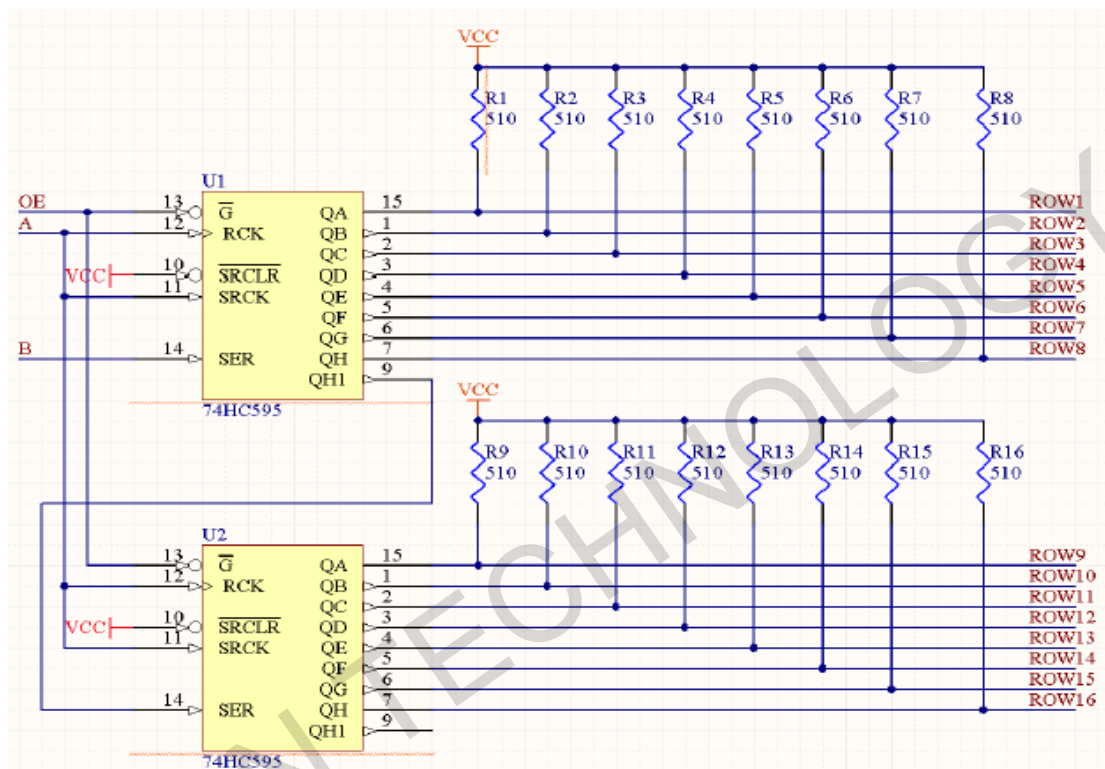 VCC
R1 R2 R3 R4 R5 R6 R7 R8
510 510 510 510 510 510 510 510
U1
OE 13 G QA 15 ROW1
A 12 RCK QB 1 ROW2
QC 2 ROW3
VCC 10 SRCLR QD 3 ROW4
11 SRCK QE 4 ROW5
QF 5 ROW6
QG 6 ROW7
B 14 SER QH 7 ROW8
QH1 9
74HC595
VCC
R9 R10 R11 R12 R13 R14 R15 R16
510 510 510 510 510 510 510 510
U2
13 G QA 15 ROW9
12 RCK QB 1 ROW10
QC 2 ROW11
VCC 10 SRCLR QD 3 ROW12
11 SRCK QE 4 ROW13
QF 5 ROW14
QG 6 ROW15
14 SER QH 7 ROW16
QH1 9
74HC595
TECHNOLOGY